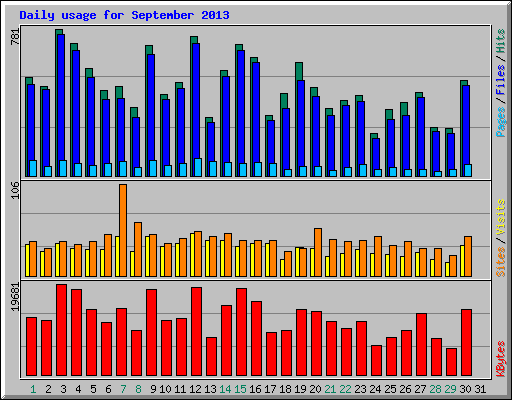 Daily usage for September 2013
781
Pages / Files / Hits
106
Sites / Visits
19681
KBytes
1 2 3 4 5 6 7 8 9 10 11 12 13 14 15 16 17 18 19 20 21 22 23 24 25 26 27 28 29 30 31